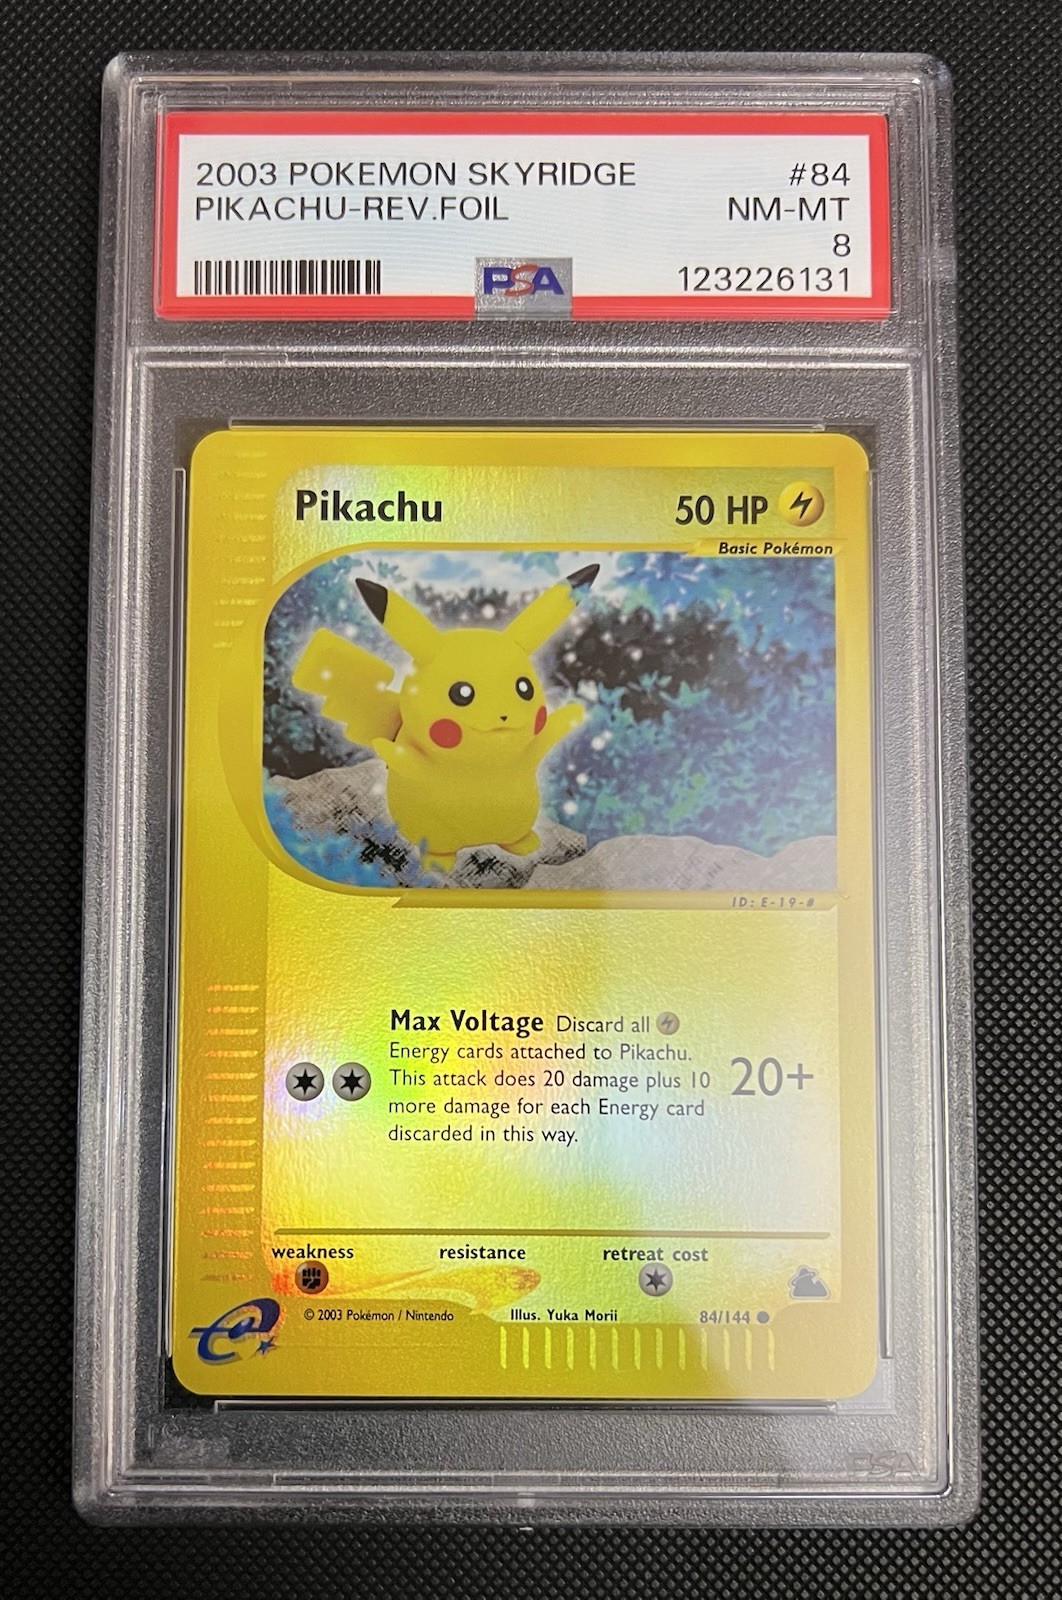 2003 POKEMON SKYRIDGE #84
PIKACHU-REV.FOIL NM-MT
8
PSA 123226131
Pikachu 50 HP
Basic Pokémon
ID: E-19-#
Max Voltage Discard all
Energy cards attached to Pikachu.
This attack does 20 damage plus 10
more damage for each Energy card
discarded in this way.
20+
weakness resistance retreat cost
© 2003 Pokémon / Nintendo Illus. Yuka Morii 84/144
e
PSA